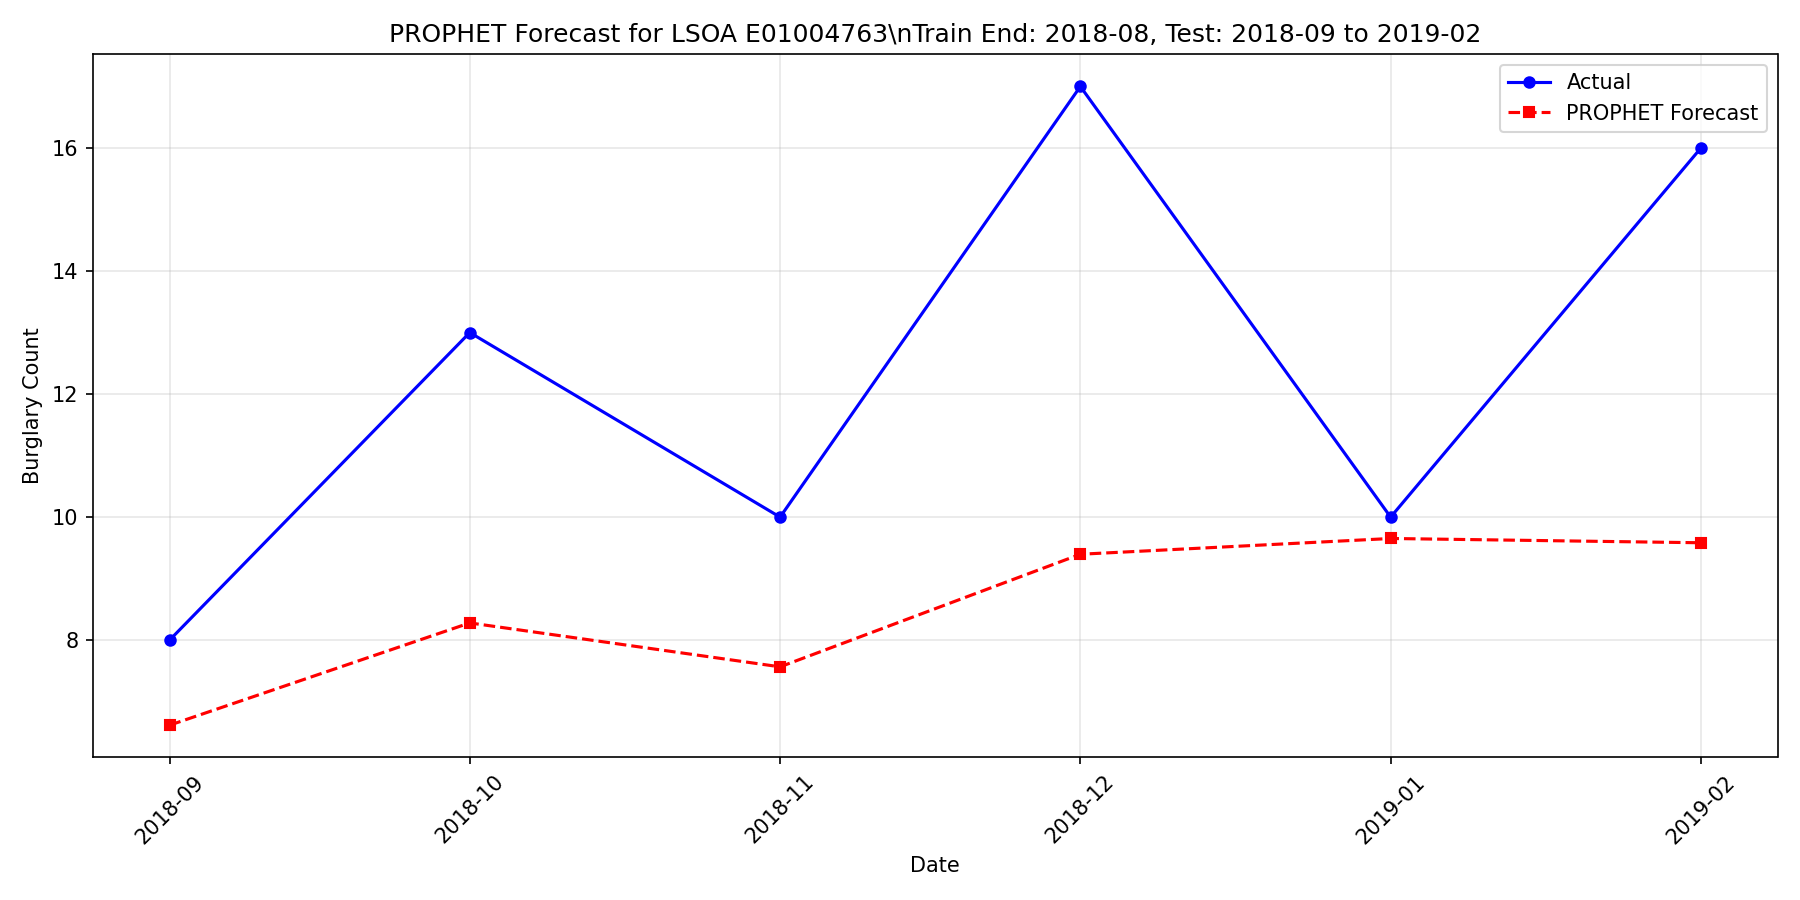 PROPHET Forecast for LSOA E01004763\nTrain End: 2018-08, Test: 2018-09 to 2019-02
Actual
PROPHET Forecast
Burglary Count
16
14
12
10
8
2018-09
2018-10
2018-11
2018-12
2019-01
2019-02
Date